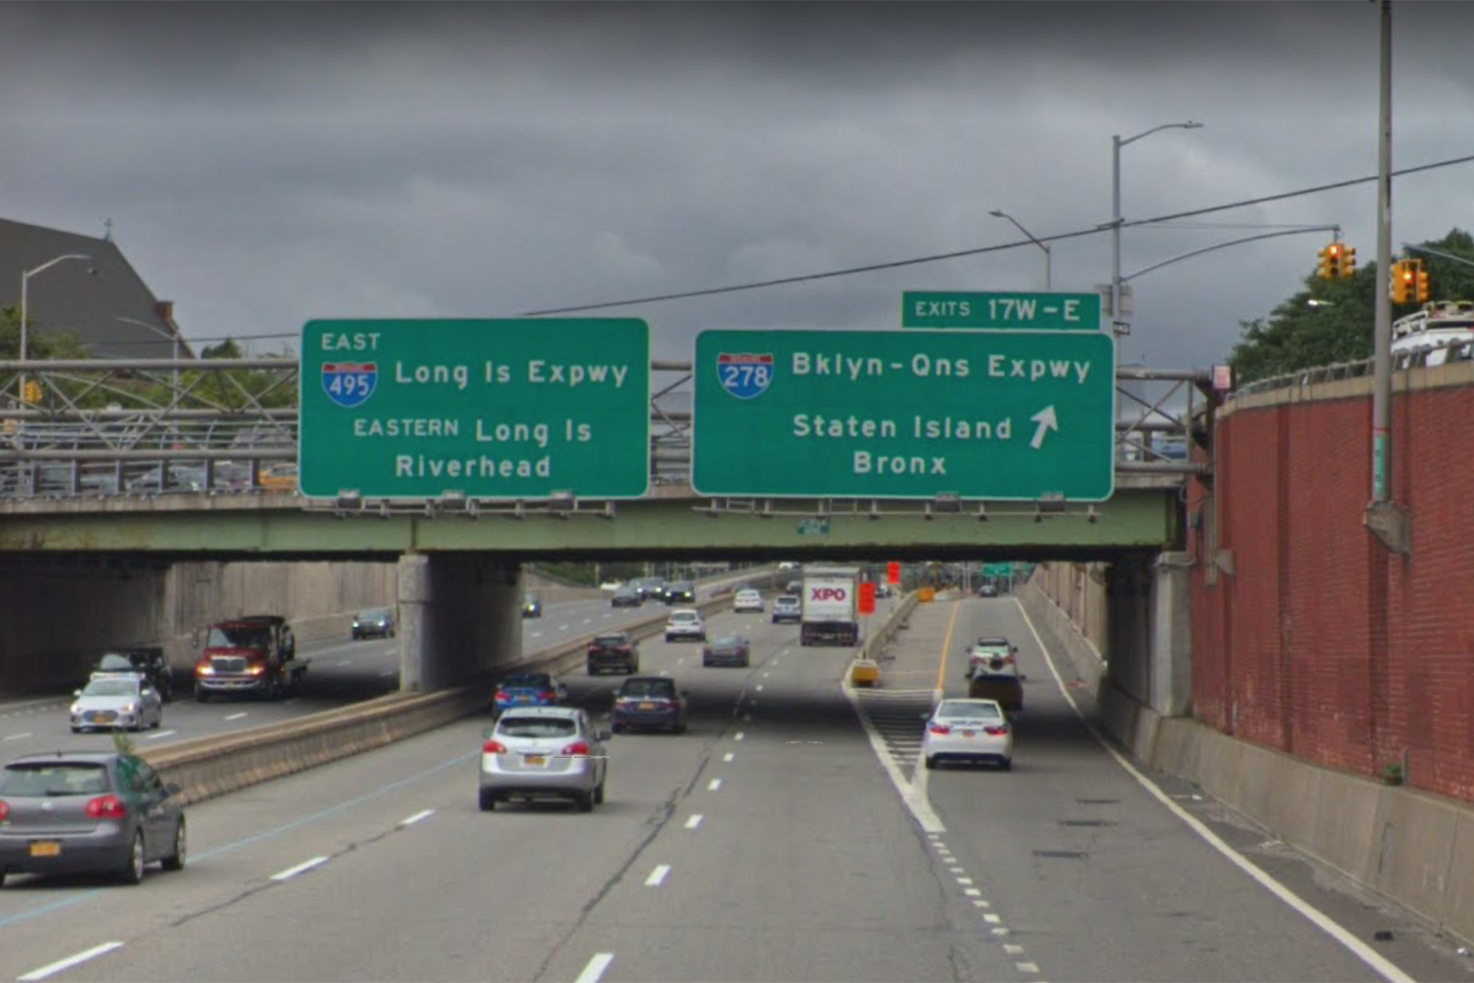 EXITS 17W-E
EAST
495 Long Is Expwy
EASTERN Long Is
Riverhead
278 Bklyn-Qns Expwy
Staten Island
Bronx
XPO